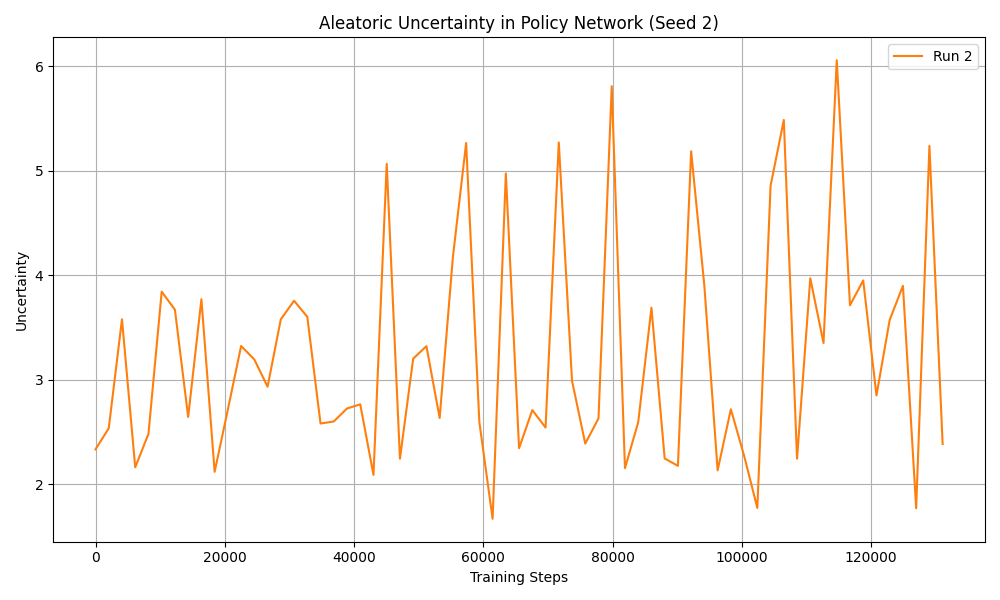 Aleatoric Uncertainty in Policy Network (Seed 2)
Run 2
6
5
4
3
2
Uncertainty
0 20000 40000 60000 80000 100000 120000
Training Steps